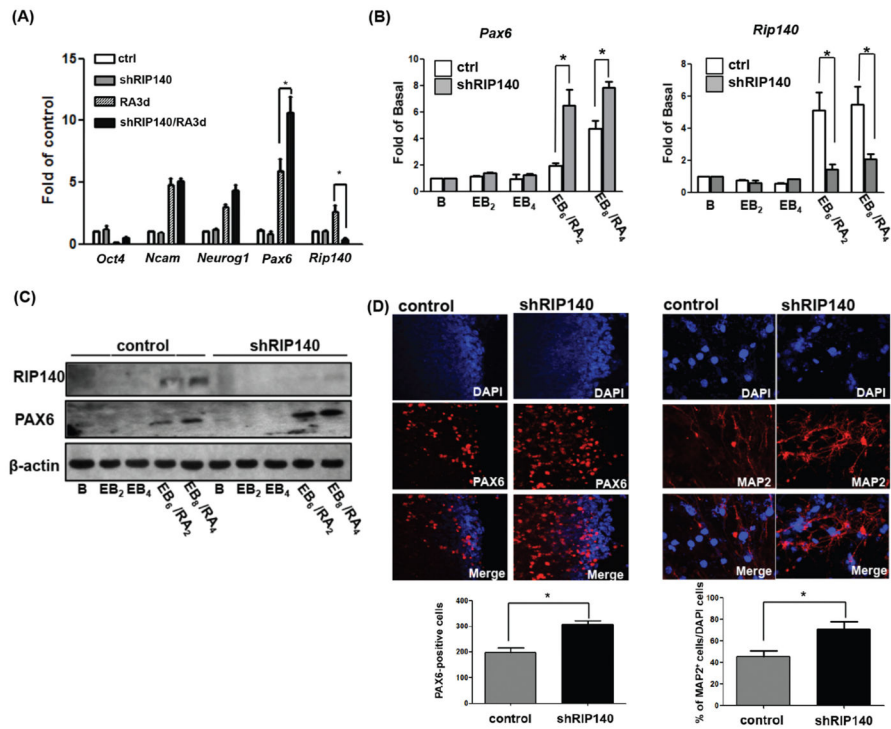 (A)
15
10
5
0
Fold of control
ctrl
shRIP140
RA3d
shRIP140/RA3d
*
*
Oct4 Ncam Neurog1 Pax6 Rip140
(B)
Pax6
10
8
6
4
2
0
Fold of Basal
ctrl
shRIP140
*
*
B EB2 EB4 EB6/RA2 EB8/RA4
Rip140
8
6
4
2
0
Fold of Basal
ctrl
shRIP140
*
*
B EB2 EB4 EB6/RA2 EB8/RA4
(C)
control shRIP140
RIP140
PAX6
β-actin
B EB2 EB4 EB6/RA2 EB8/RA4 B EB2 EB4 EB6/RA2 EB8/RA4
(D)
control shRIP140
DAPI DAPI
PAX6 PAX6
Merge Merge
400
300
200
100
0
PAX6-positive cells
*
control shRIP140
control shRIP140
DAPI DAPI
MAP2 MAP2
Merge Merge
100
80
60
40
20
0
% of MAP2+ cells/DAPI cells
*
control shRIP140